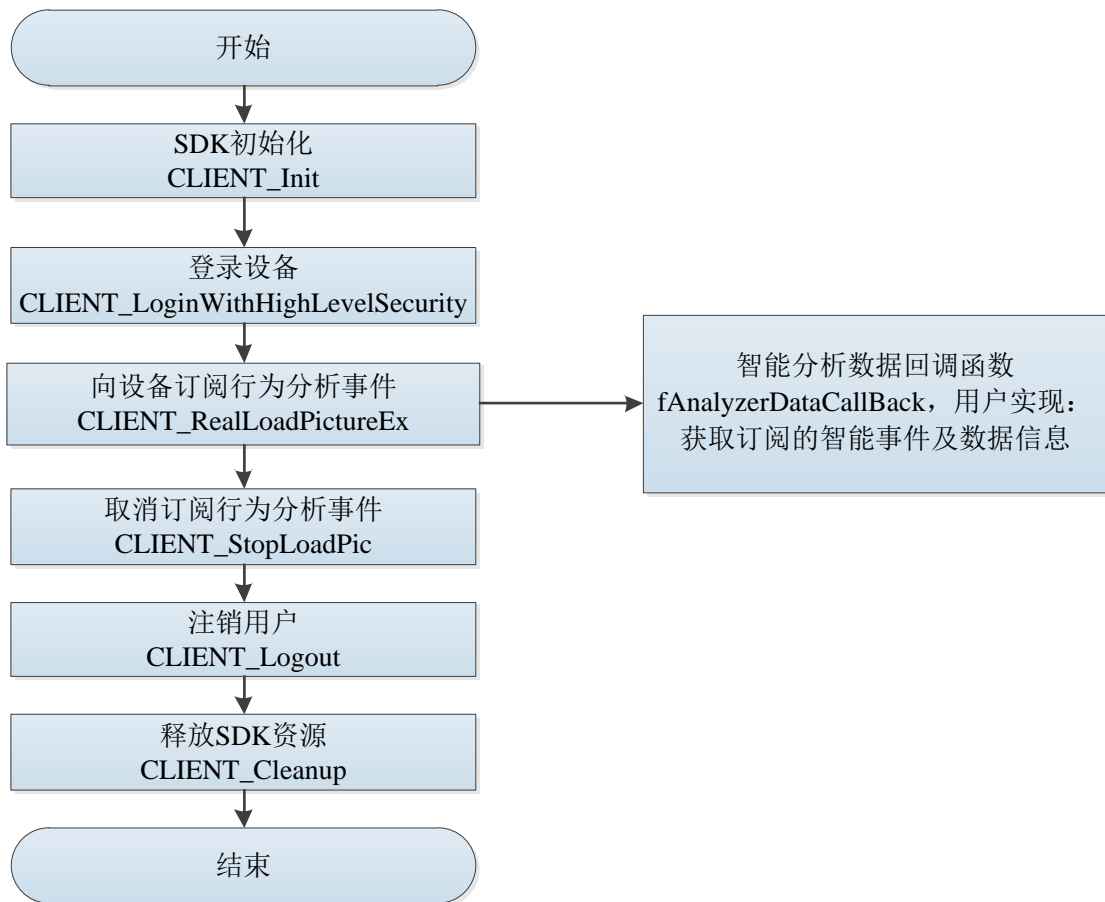 开始
SDK初始化
CLIENT_Init
登录设备
CLIENT_LoginWithHighLevelSecurity
向设备订阅行为分析事件
CLIENT_RealLoadPictureEx
智能分析数据回调函数
fAnalyzerDataCallBack，用户实现：
获取订阅的智能事件及数据信息
取消订阅行为分析事件
CLIENT_StopLoadPic
注销用户
CLIENT_Logout
释放SDK资源
CLIENT_Cleanup
结束